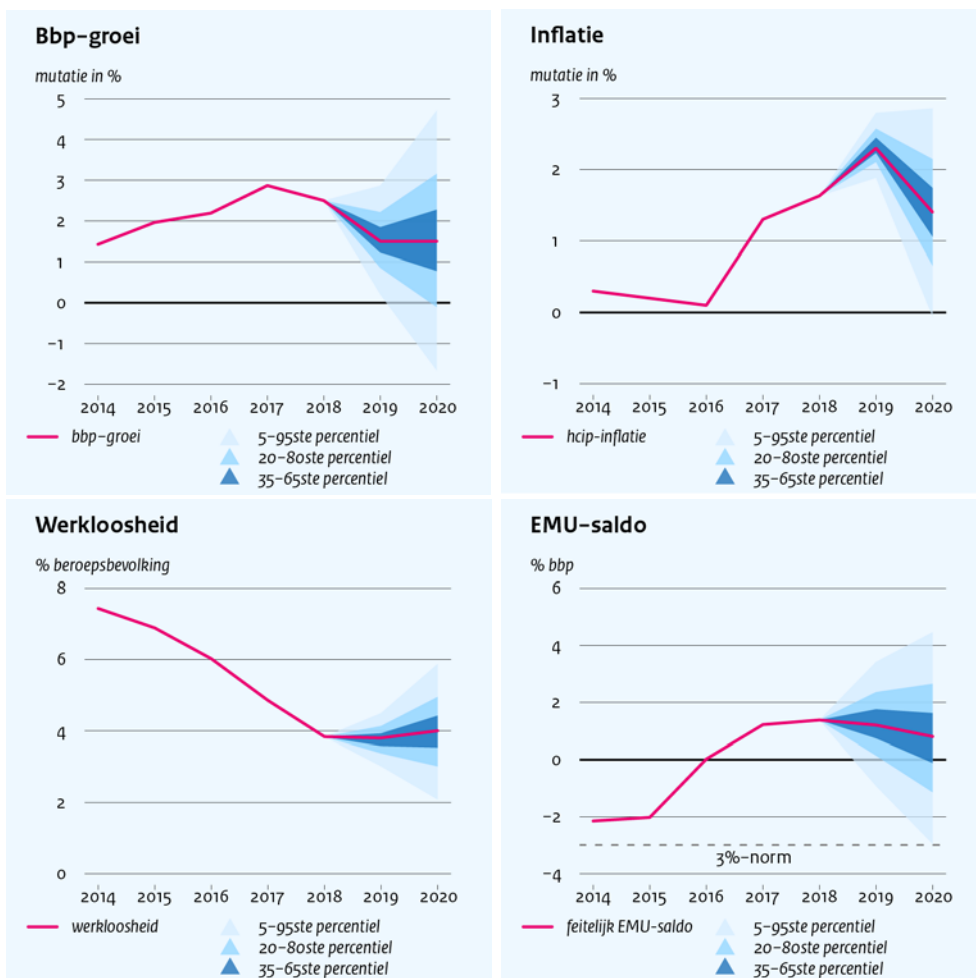 Bbp-groei
mutatie in %
5
4
3
2
1
0
-1
-2
2014 2015 2016 2017 2018 2019 2020
bbp-groei
5-95ste percentiel
20-80ste percentiel
35-65ste percentiel
Inflatie
mutatie in %
3
2
1
0
-1
2014 2015 2016 2017 2018 2019 2020
hcip-inflatie
5-95ste percentiel
20-80ste percentiel
35-65ste percentiel
Werkloosheid
% beroepsbevolking
8
6
4
2
0
2014 2015 2016 2017 2018 2019 2020
werkloosheid
5-95ste percentiel
20-80ste percentiel
35-65ste percentiel
EMU-saldo
% bbp
6
4
2
0
-2
3%-norm
-4
2014 2015 2016 2017 2018 2019 2020
feitelijk EMU-saldo
5-95ste percentiel
20-80ste percentiel
35-65ste percentiel